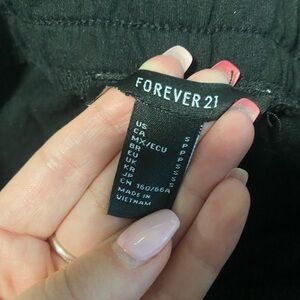 FOREVER 21
US S
CA P
MX/ECU P
BR P
EU S
UK S
KR S
JP S
CN 160/66A
MADE IN
VIETNAM